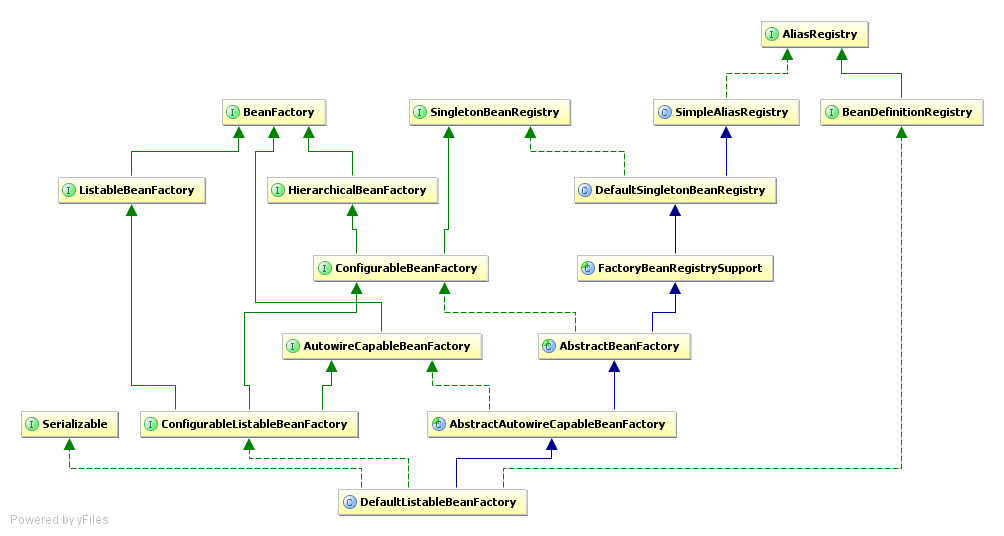 I AliasRegistry
I BeanFactory
I SingletonBeanRegistry
C SimpleAliasRegistry
I BeanDefinitionRegistry
I ListableBeanFactory
I HierarchicalBeanFactory
C DefaultSingletonBeanRegistry
I ConfigurableBeanFactory
C FactoryBeanRegistrySupport
I AutowireCapableBeanFactory
C AbstractBeanFactory
I Serializable
I ConfigurableListableBeanFactory
C AbstractAutowireCapableBeanFactory
C DefaultListableBeanFactory
Powered by yFiles